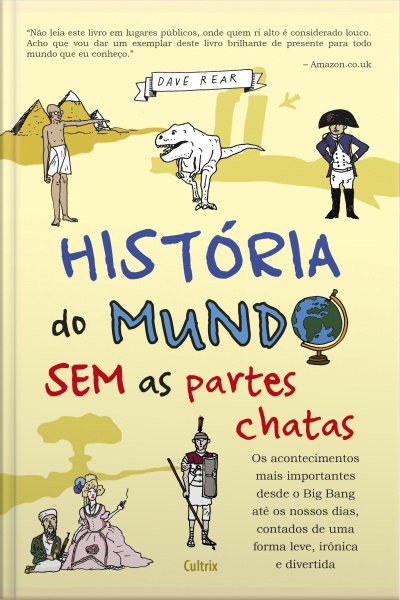 “Não leia este livro em lugares públicos, onde quem ri alto é considerado louco.
Acho que vou dar um exemplar deste livro brilhante de presente para todo
mundo que eu conheço.”
– Amazon.co.uk
DAVE REAR
HISTÓRIA
do MUNDO
SEM as partes
chatas
Os acontecimentos
mais importantes
desde o Big Bang
até os nossos dias,
contados de uma
forma leve, irônica
e divertida
Cultrix